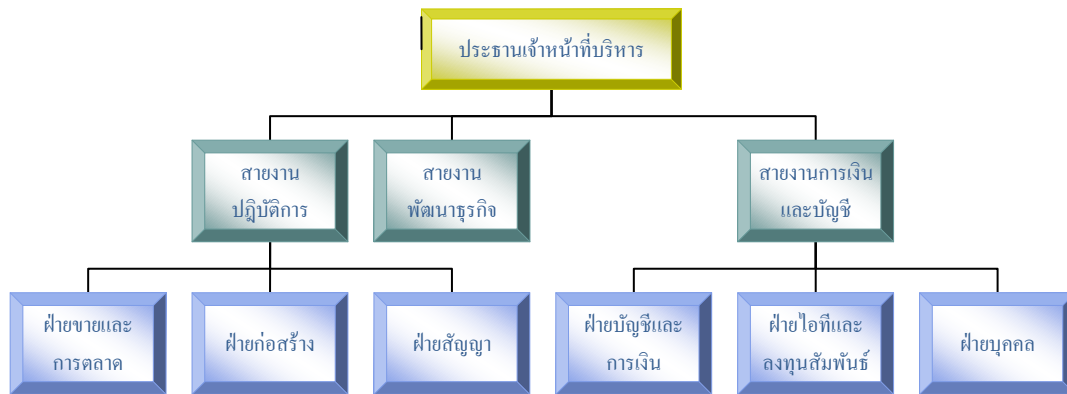 ประธานเจ้าหน้าที่บริหาร
สายงาน
ปฎิบัติการ
สายงาน
พัฒนาธุรกิจ
สายงานการเงิน
และบัญชี
ฝ่ายขายและ
การตลาด
ฝ่ายก่อสร้าง
ฝ่ายสัญญา
ฝ่ายบัญชีและ
การเงิน
ฝ่ายไอทีและ
ลงทุนสัมพันธ์
ฝ่ายบุคคล